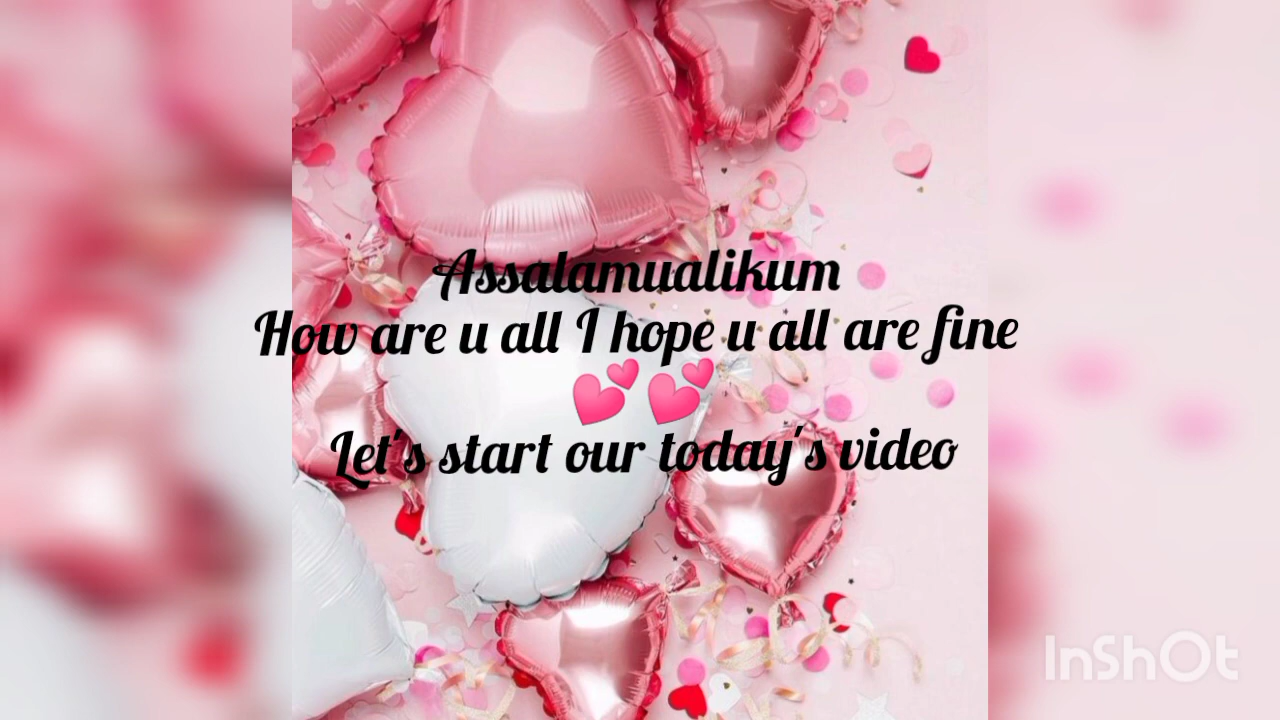 Assalamualikum
How are u all I hope u all are fine
💕💕
Let's start our today's video
InShOt